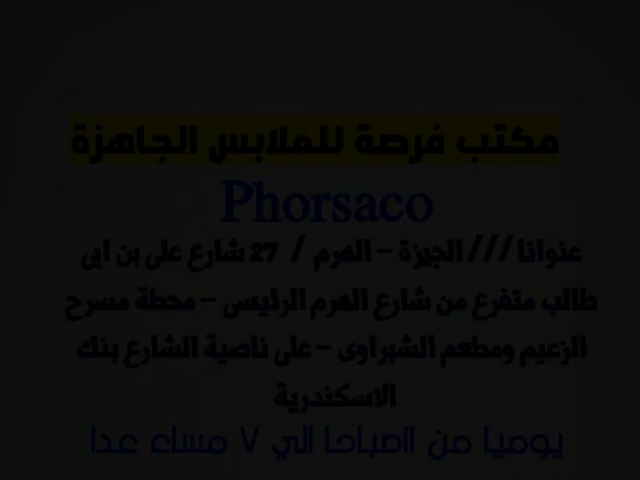 مكتب فرصة للملابس الجاهزة
Phorsaco
عنوانا /// الجيزة – الهرم / 27 شارع على بن ابى
طالب متفرع من شارع الهرم الرئيسى – محطة مسرح
الزعيم ومطعم الشبراوى – على ناصية الشارع بنك
الاسكندرية
يوميا من ١١صباحا الي ٧ مساء عدا